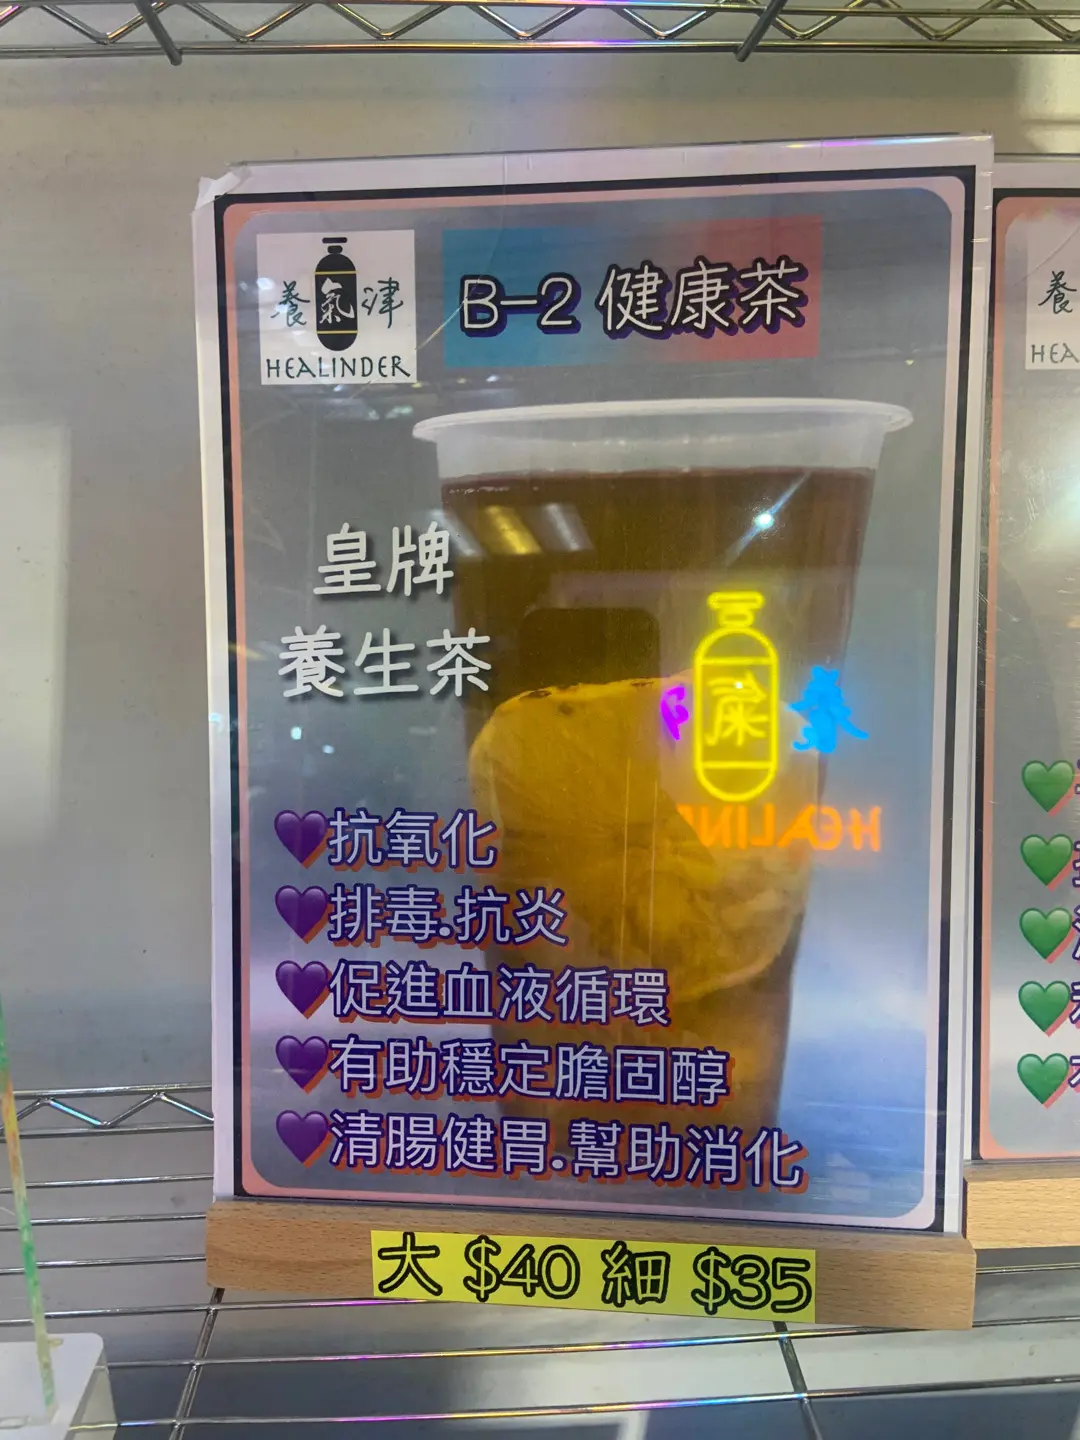 養氣津
HEALINDER
B-2 健康茶
皇牌
養生茶
💜抗氧化
💜排毒.抗炎
💜促進血液循環
💜有助穩定膽固醇
💜清腸健胃.幫助消化
大 $40 細 $35
養
HEA